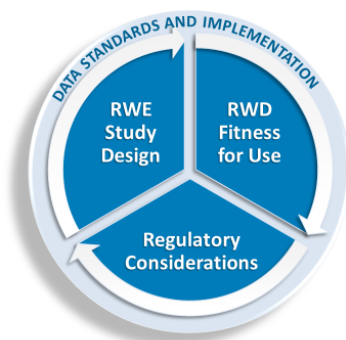 DATA STANDARDS AND IMPLEMENTATION
RWE
Study
Design
RWD
Fitness
for Use
Regulatory
Considerations